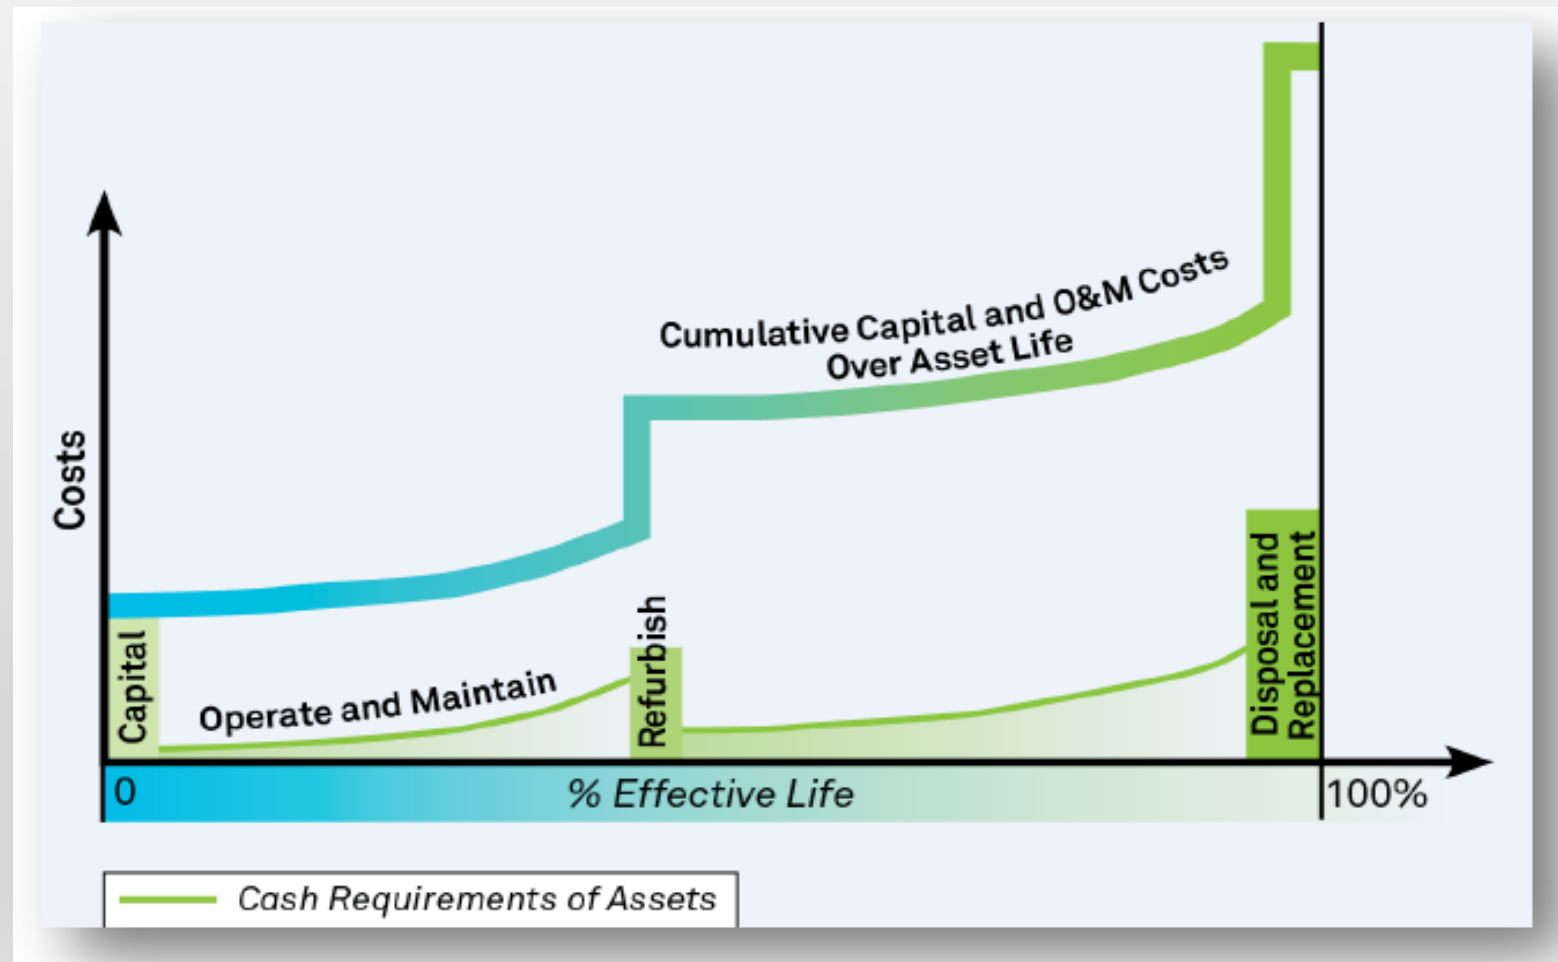 Costs
Cumulative Capital and O&M Costs
Over Asset Life
Capital
Operate and Maintain
Refurbish
Disposal and
Replacement
0
% Effective Life
100%
Cash Requirements of Assets